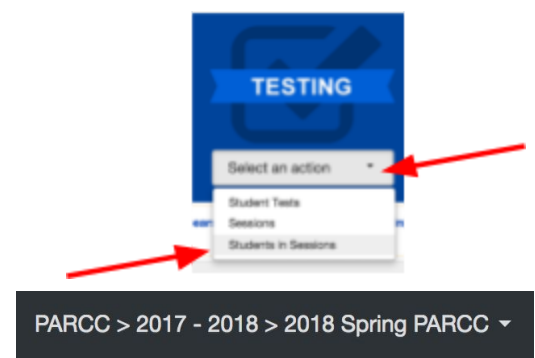 TESTING
Select an action
Student Tests
Sessions
Students in Sessions
PARCC > 2017 - 2018 > 2018 Spring PARCC